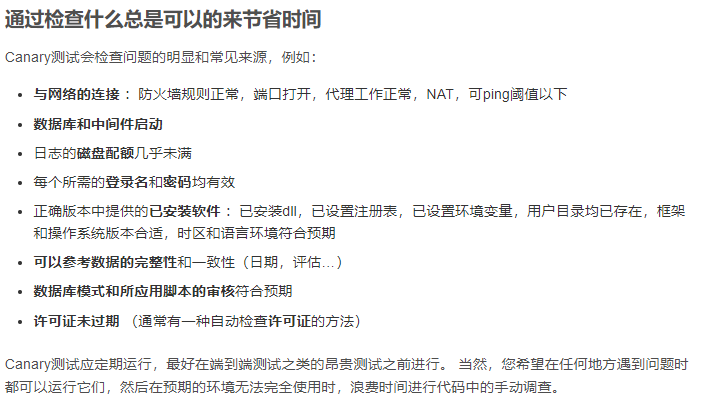 通过检查什么总是可以的来节省时间
Canary测试会检查问题的明显和常见来源，例如：
与网络的连接 ：防火墙规则正常，端口打开，代理工作正常，NAT，可ping阈值以下
数据库和中间件启动
日志的磁盘配额几乎未满
每个所需的登录名和密码均有效
正确版本中提供的已安装软件 ：已安装dll，已设置注册表，已设置环境变量，用户目录均已存在，框架
和操作系统版本合适，时区和语言环境符合预期
可以参考数据的完整性和一致性（日期，评估…）
数据库模式和所应用脚本的审核符合预期
许可证未过期 （通常有一种自动检查许可证的方法）
Canary测试应定期运行，最好在端到端测试之类的昂贵测试之前进行。 当然，您希望在任何地方遇到问题时
都可以运行它们，然后在预期的环境无法完全使用时，浪费时间进行代码中的手动调查。